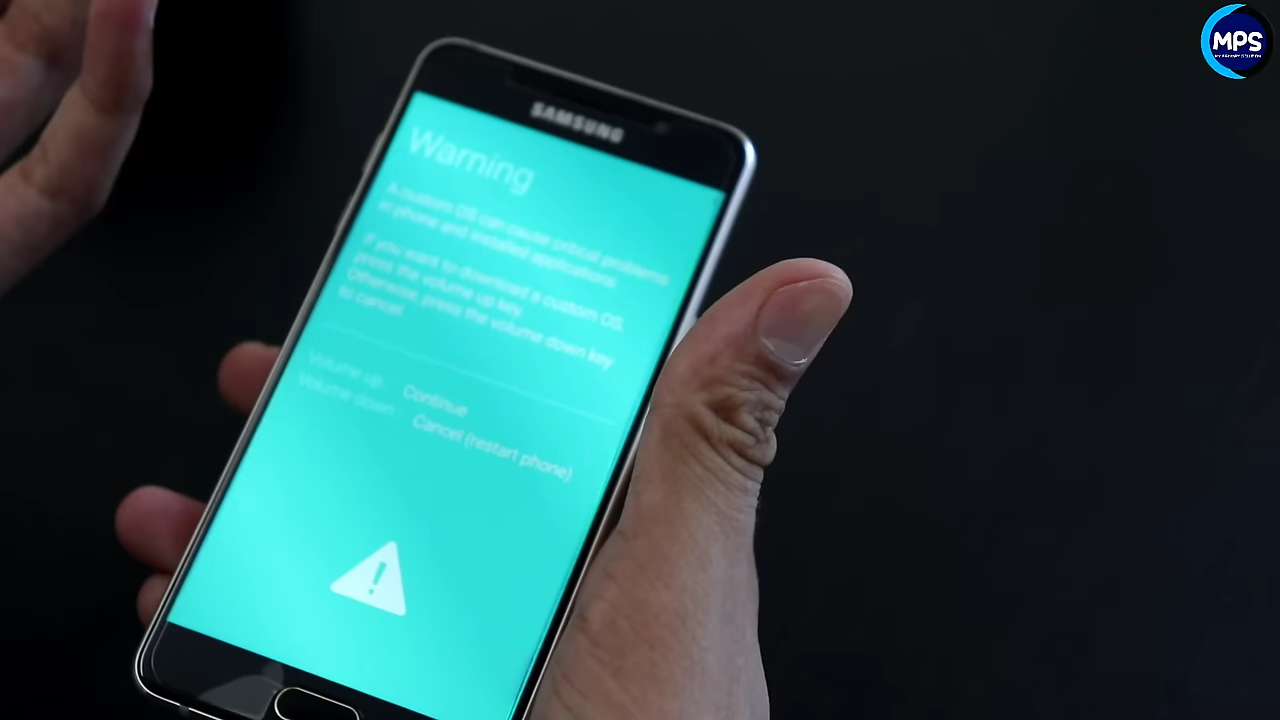 MPS
SAMSUNG
Warning
A custom OS can cause critical problems
in phone and installed applications.
If you want to download a custom OS,
press the volume up key.
Otherwise, press the volume down key
to cancel.
Volume up: Continue
Volume down: Cancel (restart phone)